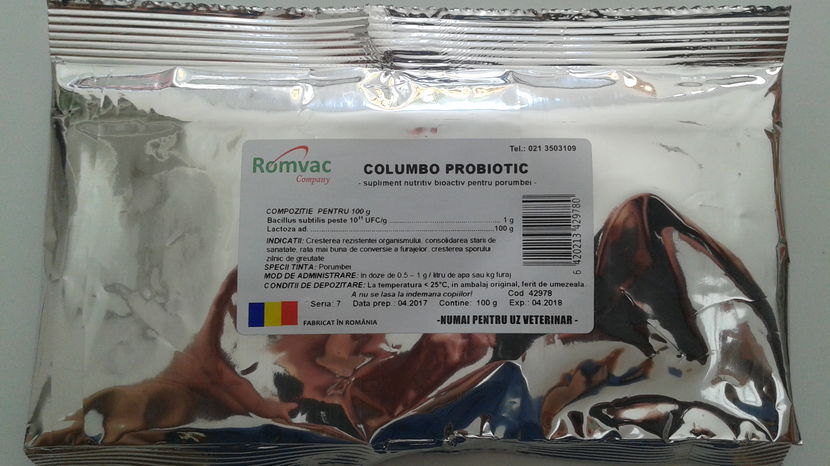 Tel.: 021 3503109
Romvac
Company
COLUMBO PROBIOTIC
- supliment nutritiv bioactiv pentru porumbei -
COMPOZITIE PENTRU 100 g
Bacillus subtilis peste 10¹¹ UFC/g 1 g
Lactoza ad. 100 g
INDICATII: Cresterea rezistentei organismului, consolidarea starii de
sanatate, rata mai buna de conversie a furajelor, cresterea sporului
zilnic de greutate
SPECII TINTA: Porumbei
MOD DE ADMINISTRARE: in doze de 0.5 – 1 g / litru de apa sau kg furaj
CONDITII DE DEPOZITARE: La temperatura < 25°C, in ambalaj original, ferit de umezeala.
A nu se lasa la indemana copiilor! Cod 42978
Seria: 7 Data prep.: 04.2017 Contine: 100 g Exp.: 04.2018
FABRICAT ÎN ROMÂNIA
-NUMAI PENTRU UZ VETERINAR -
6 420213 429780